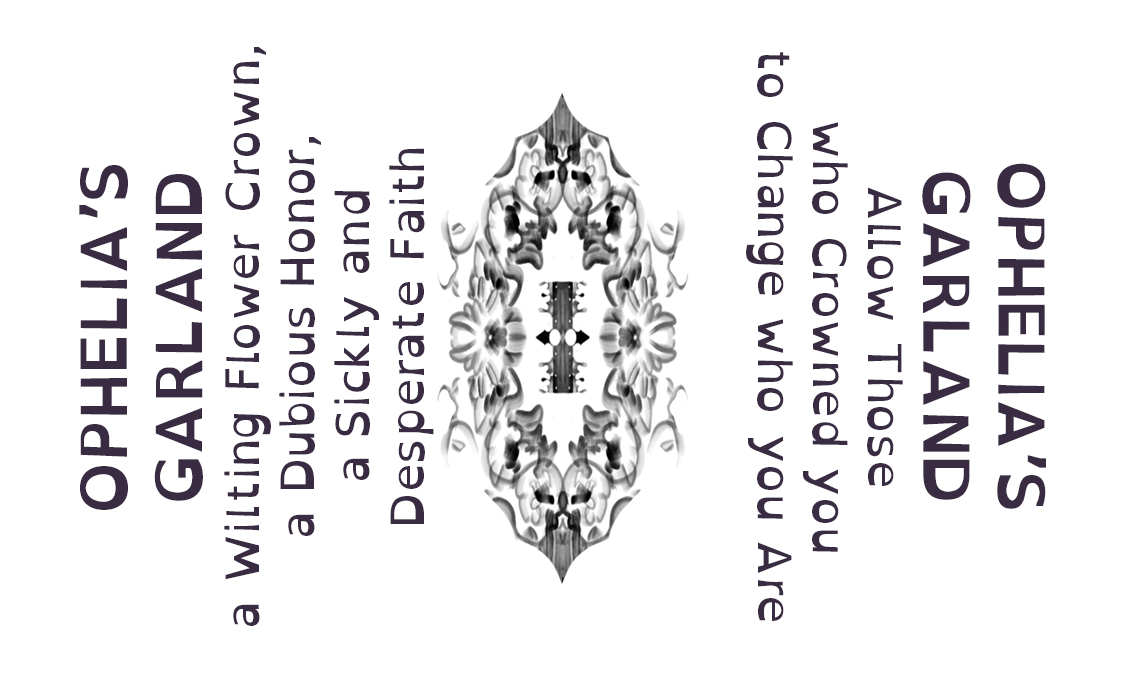 OPHELIA'S
GARLAND
a Wilting Flower Crown,
a Dubious Honor,
a Sickly and
Desperate Faith
OPHELIA'S
GARLAND
Allow Those
who Crowned you
to Change who you Are